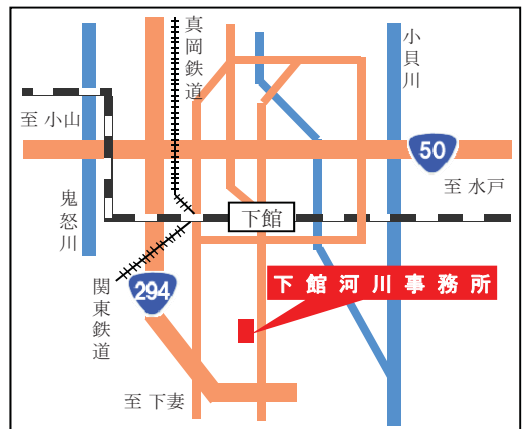 真岡鉄道
小貝川
至 小山
50
至 水戸
鬼怒川
下館
関東鉄道
294
下館河川事務所
至 下妻